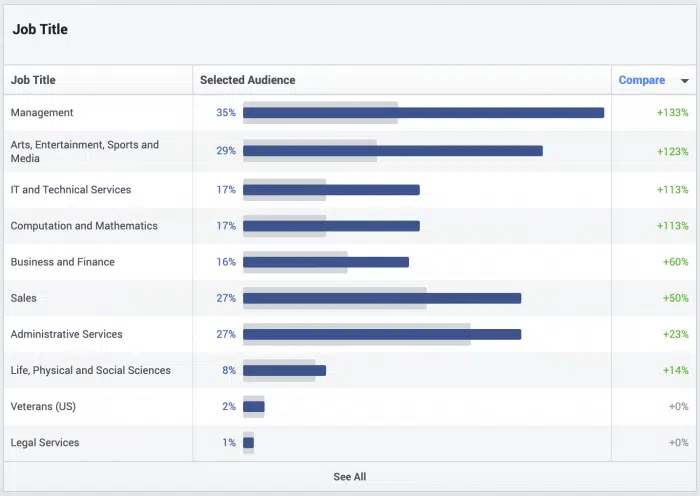 Job Title
Job Title
Selected Audience
Compare
Management
35%
+133%
Arts, Entertainment, Sports and
Media
29%
+123%
IT and Technical Services
17%
+113%
Computation and Mathematics
17%
+113%
Business and Finance
16%
+60%
Sales
27%
+50%
Administrative Services
27%
+23%
Life, Physical and Social Sciences
8%
+14%
Veterans (US)
2%
+0%
Legal Services
1%
+0%
See All